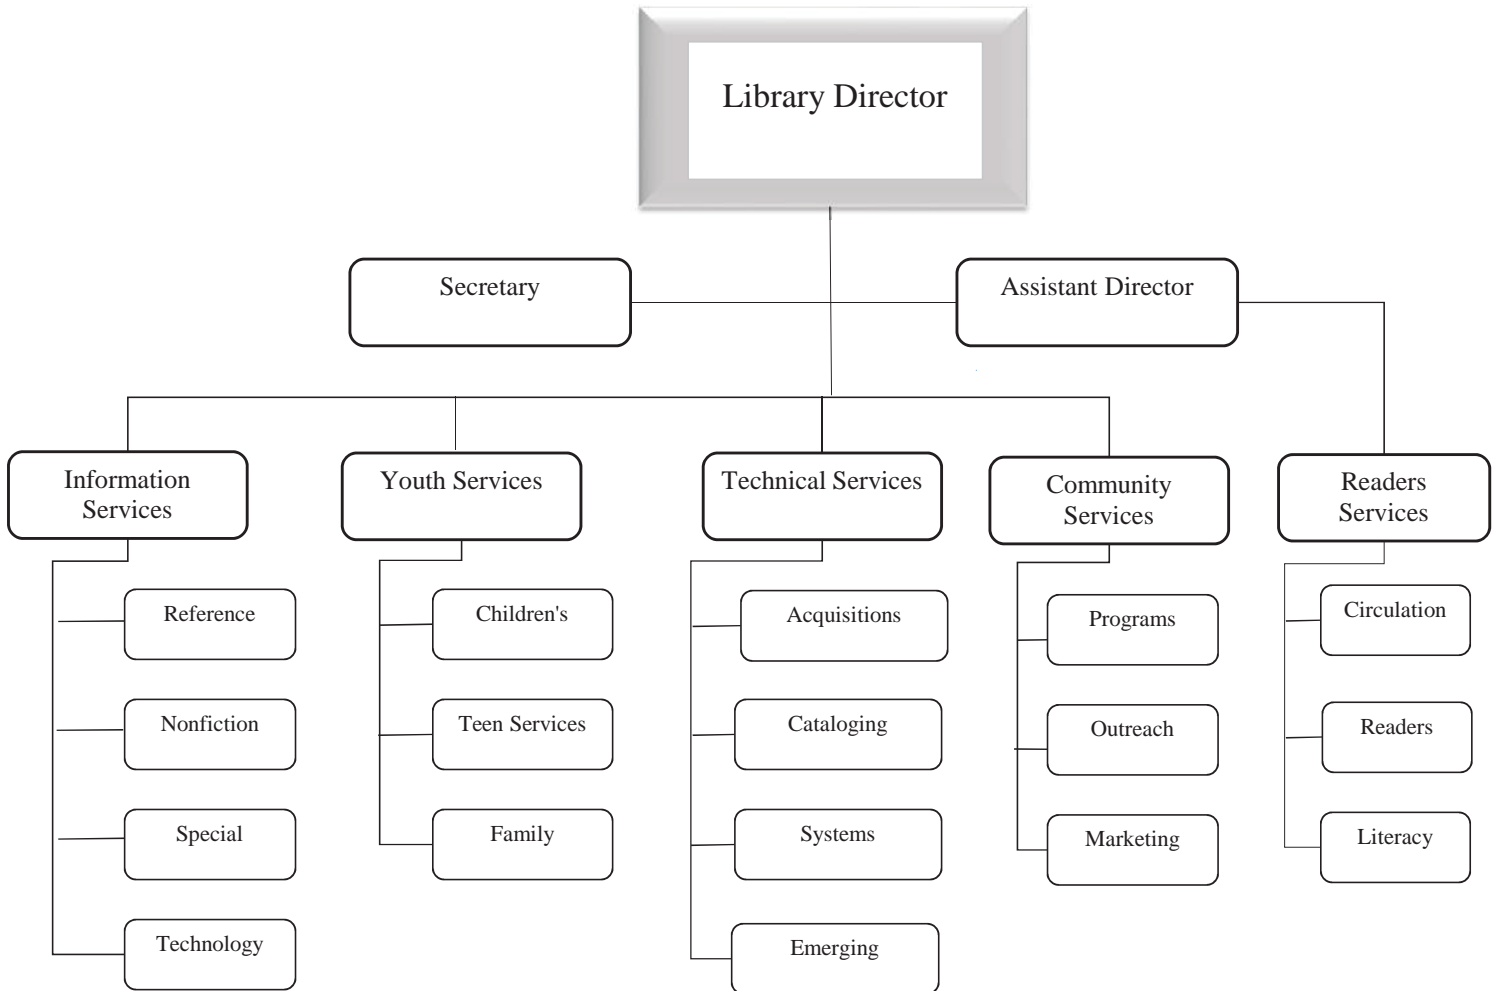 Library Director
Secretary
Assistant Director
Information
Services
Youth Services
Technical Services
Community
Services
Readers
Services
Reference
Nonfiction
Special
Technology
Children's
Teen Services
Family
Acquisitions
Cataloging
Systems
Emerging
Programs
Outreach
Marketing
Circulation
Readers
Literacy